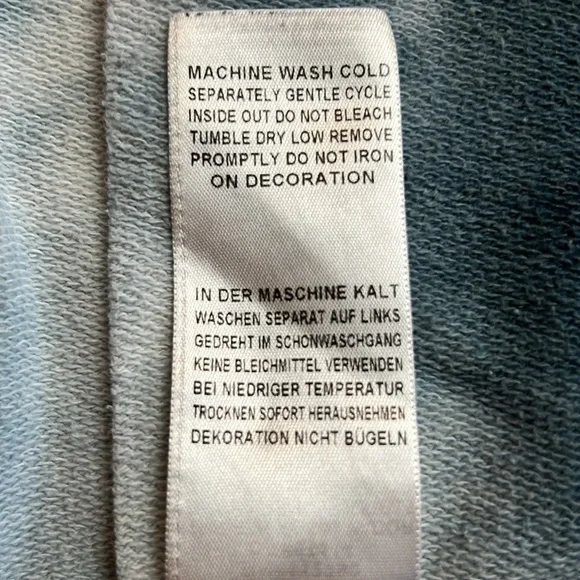 MACHINE WASH COLD
SEPARATELY GENTLE CYCLE
INSIDE OUT DO NOT BLEACH
TUMBLE DRY LOW REMOVE
PROMPTLY DO NOT IRON
ON DECORATION
IN DER MASCHINE KALT
WASCHEN SEPARAT AUF LINKS
GEDREHT IM SCHONWASCHGANG
KEINE BLEICHMITTEL VERWENDEN
BEI NIEDRIGER TEMPERATUR
TROCKNEN SOFORT HERAUSNEHMEN
DEKORATION NICHT BÜGELN